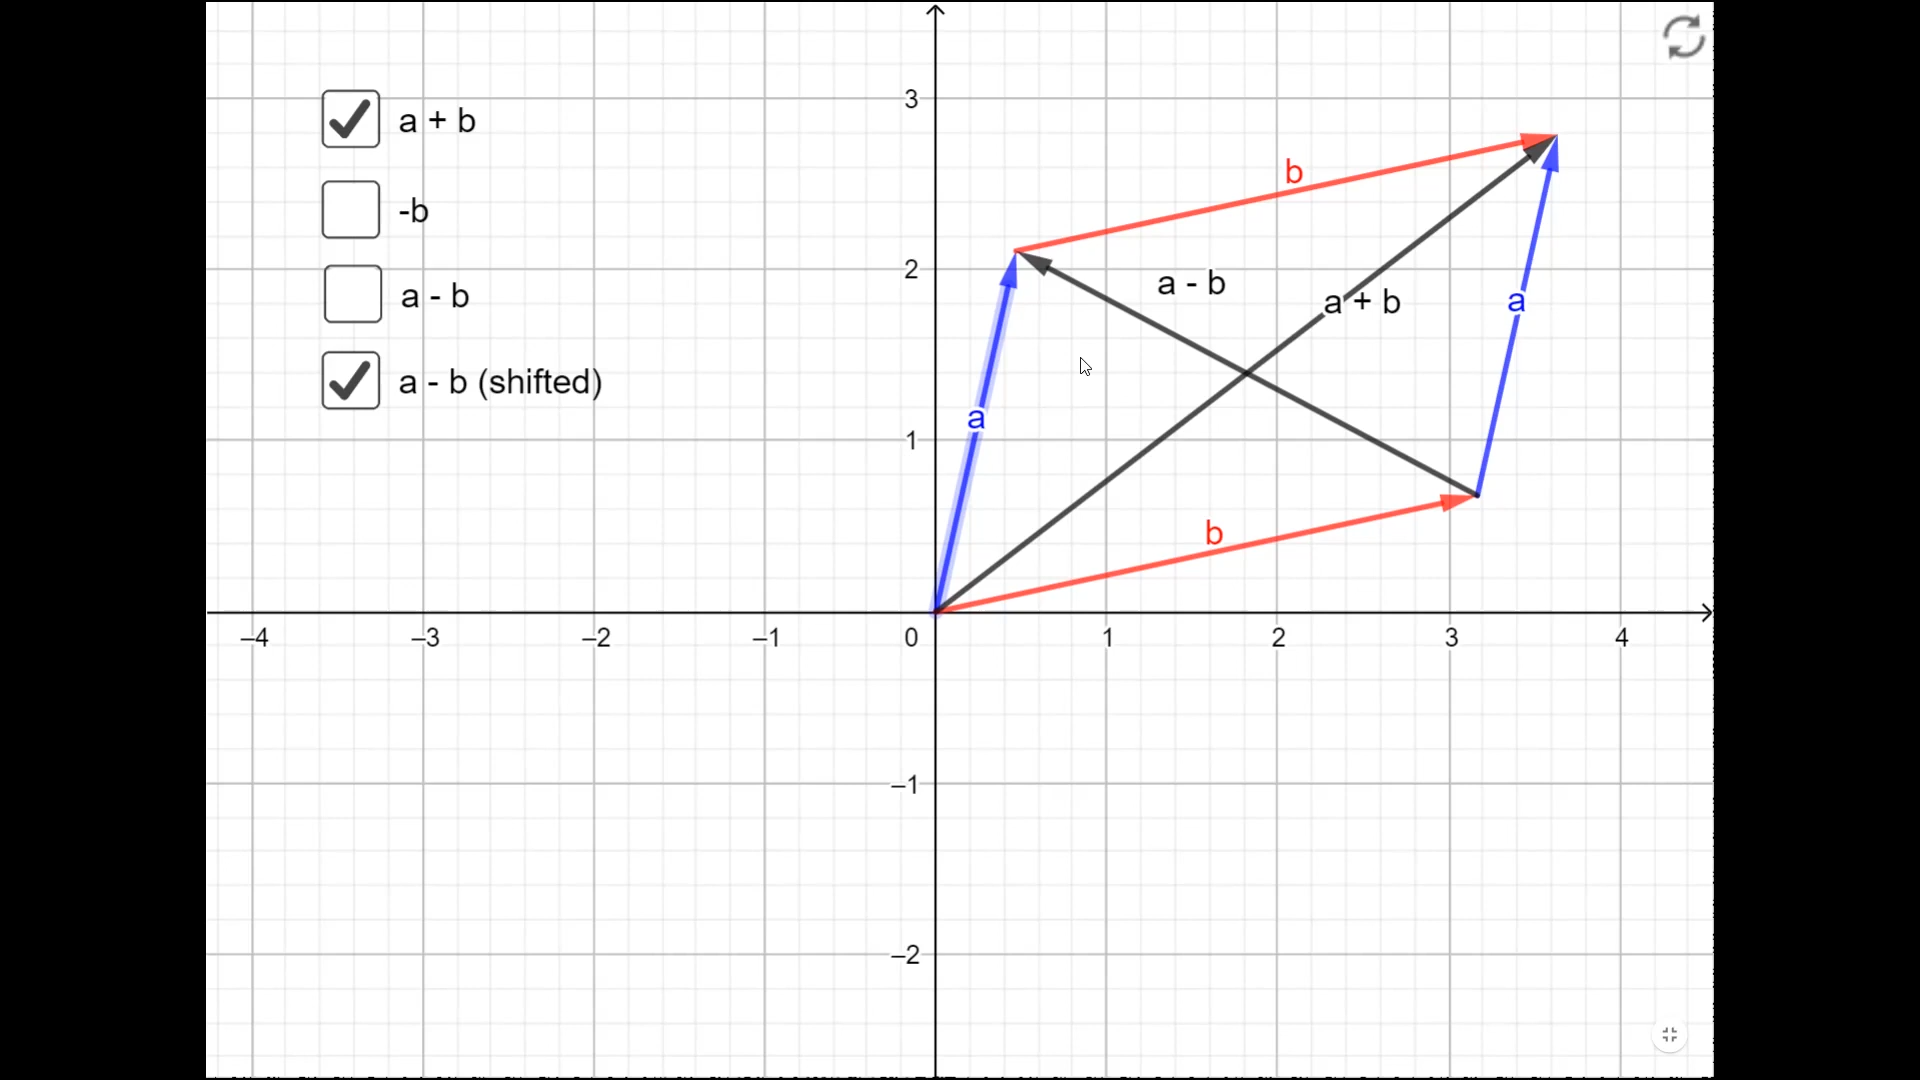 a + b
-b
a - b
a - b (shifted)
3
2
1
b
a - b
a + b
a
a
b
–4
–3
–2
–1
0
1
2
3
4
–1
–2